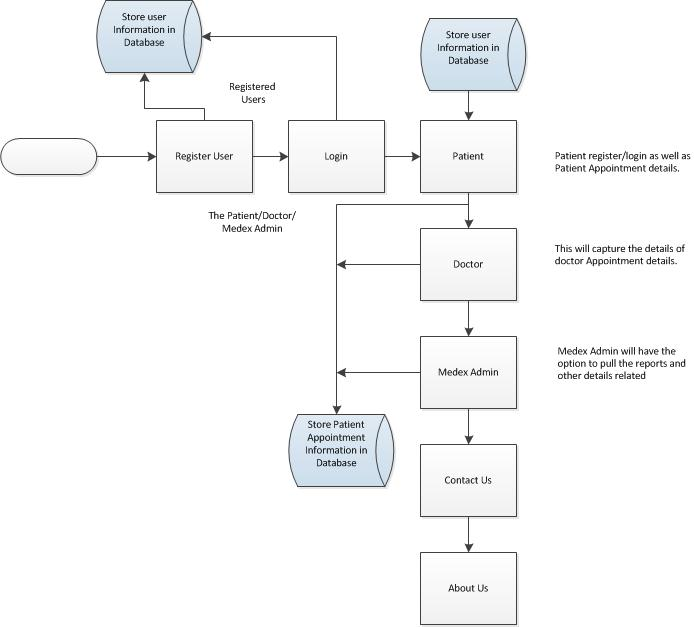 Store user
Information in
Database
Store user
Information in
Database
Registered
Users
Register User
Login
Patient
Patient register/login as well as
Patient Appointment details.
The Patient/Doctor/
Medex Admin
Doctor
This will capture the details of
doctor Appointment details.
Medex Admin
Medex Admin will have the
option to pull the reports and
other details related
Store Patient
Appointment
Information in
Database
Contact Us
About Us